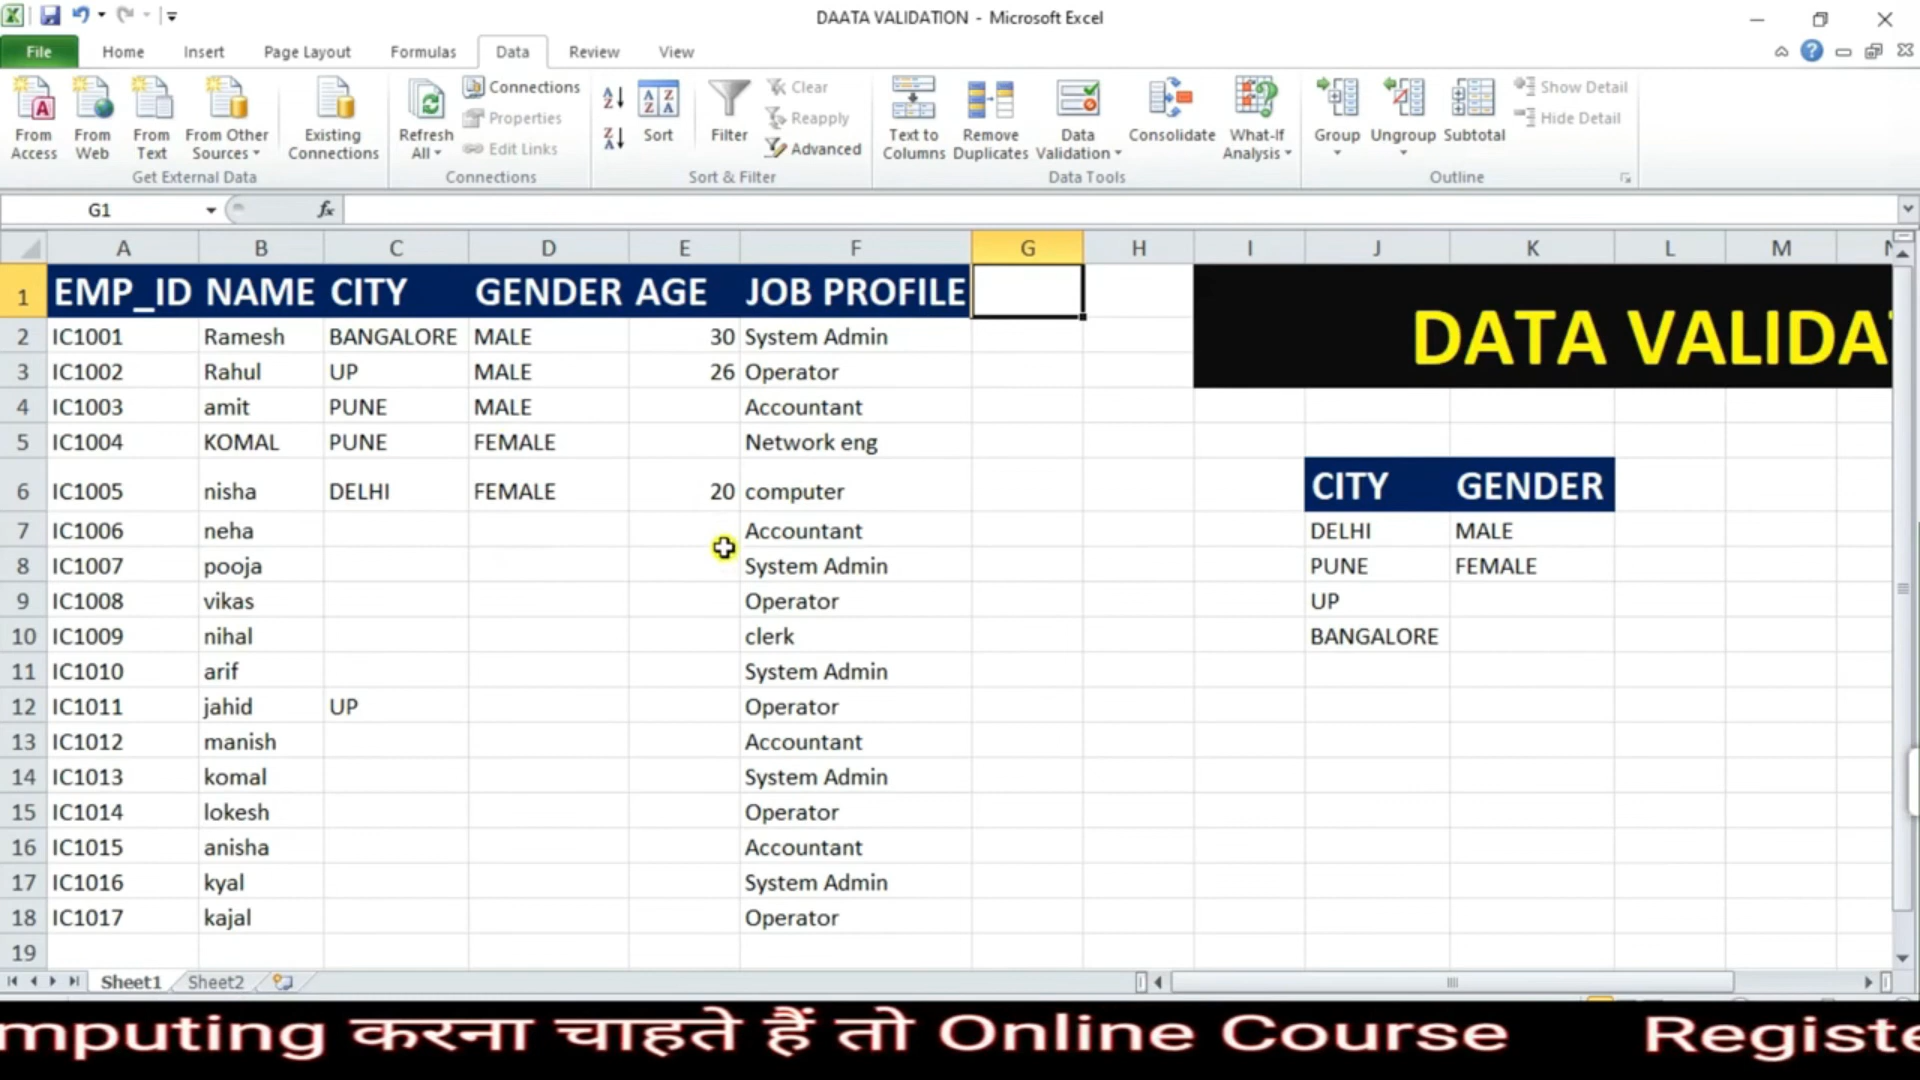 DAATA VALIDATION - Microsoft Excel
File Home Insert Page Layout Formulas Data Review View
From Access From Web From Text From Other Sources Existing Connections Refresh All Connections Properties Edit Links Sort Filter Clear Reapply Advanced Text to Columns Remove Duplicates Data Validation Consolidate What-If Analysis Group Ungroup Subtotal Show Detail Hide Detail
Get External Data Connections Sort & Filter Data Tools Outline
G1 fx
A B C D E F G H I J K L M
1 EMP_ID NAME CITY GENDER AGE JOB PROFILE
DATA VALIDA
2 IC1001 Ramesh BANGALORE MALE 30 System Admin
3 IC1002 Rahul UP MALE 26 Operator
4 IC1003 amit PUNE MALE Accountant
5 IC1004 KOMAL PUNE FEMALE Network eng
6 IC1005 nisha DELHI FEMALE 20 computer CITY GENDER
7 IC1006 neha Accountant DELHI MALE
8 IC1007 pooja System Admin PUNE FEMALE
9 IC1008 vikas Operator UP
10 IC1009 nihal clerk BANGALORE
11 IC1010 arif System Admin
12 IC1011 jahid UP Operator
13 IC1012 manish Accountant
14 IC1013 komal System Admin
15 IC1014 lokesh Operator
16 IC1015 anisha Accountant
17 IC1016 kyal System Admin
18 IC1017 kajal Operator
19
Sheet1 Sheet2
mputing करना चाहते हैं तो Online Course Registe